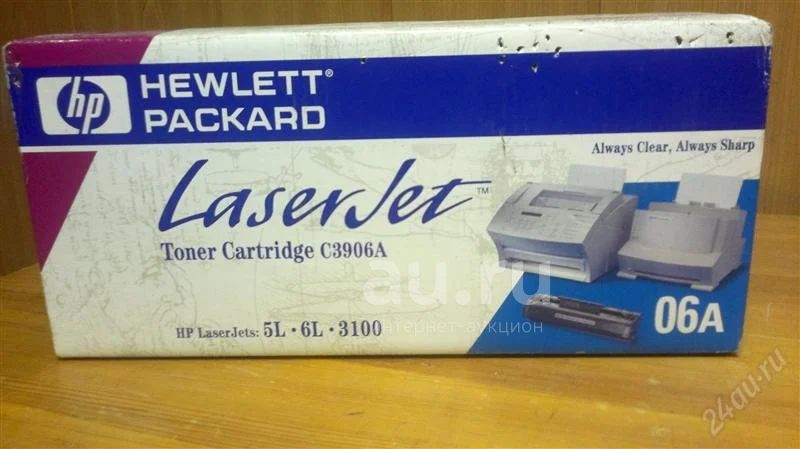 hp HEWLETT®
PACKARD
Always Clear, Always Sharp
LaserJet™
Toner Cartridge C3906A
au.ru
интернет-аукцион
HP LaserJets: 5L · 6L · 3100
06A
24au.ru